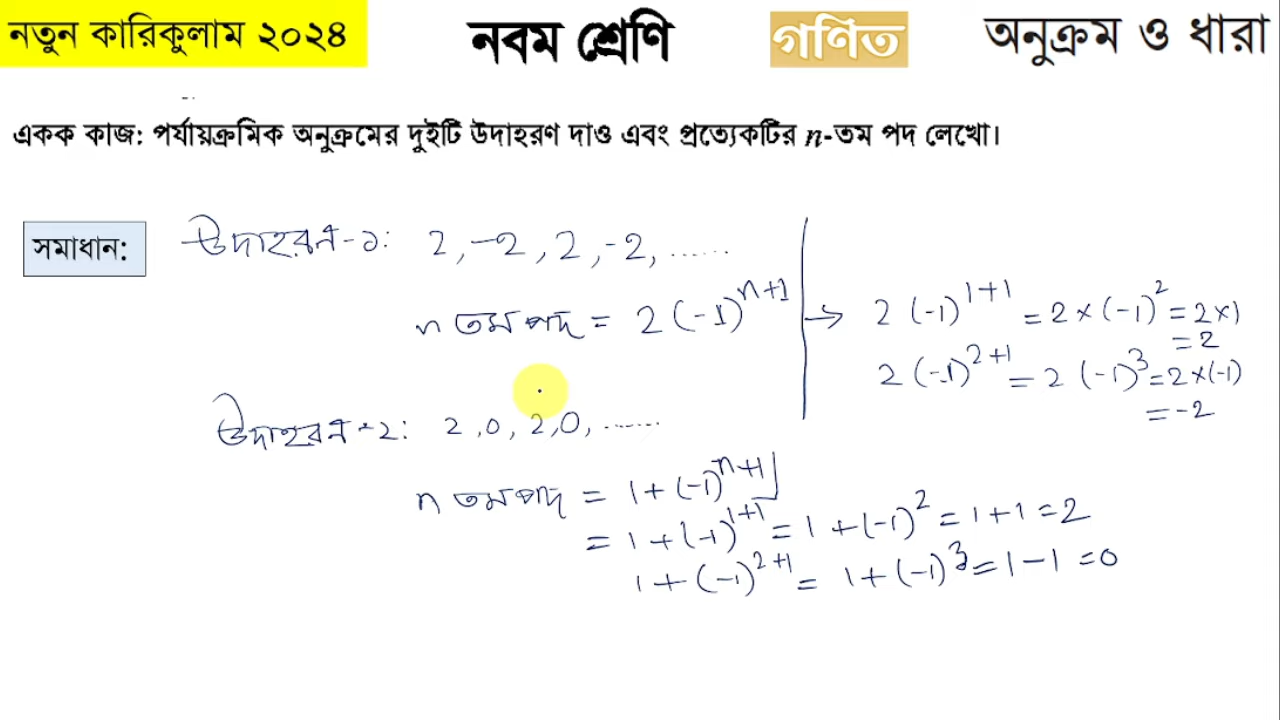 নতুন কারিকুলাম ২০২৪ নবম শ্রেণি গণিত অনুক্রম ও ধারা
একক কাজ: পর্যায়ক্রমিক অনুক্রমের দুইটি উদাহরণ দাও এবং প্রত্যেকটির n-তম পদ লেখো।
সমাধান: উদাহরণ-১: 2, -2, 2, -2, ......
n তম পদ = 2(-1)^{n+1}
→ 2(-1)^{1+1} = 2×(-1)^2 = 2×1
= 2
2(-1)^{2+1} = 2(-1)^3 = 2×(-1)
= -2
উদাহরণ-২: 2, 0, 2, 0, ......
n তম পদ = 1+(-1)^{n+1}
= 1+(-1)^{1+1} = 1+(-1)^2 = 1+1 = 2
1+(-1)^{2+1} = 1+(-1)^3 = 1-1 = 0